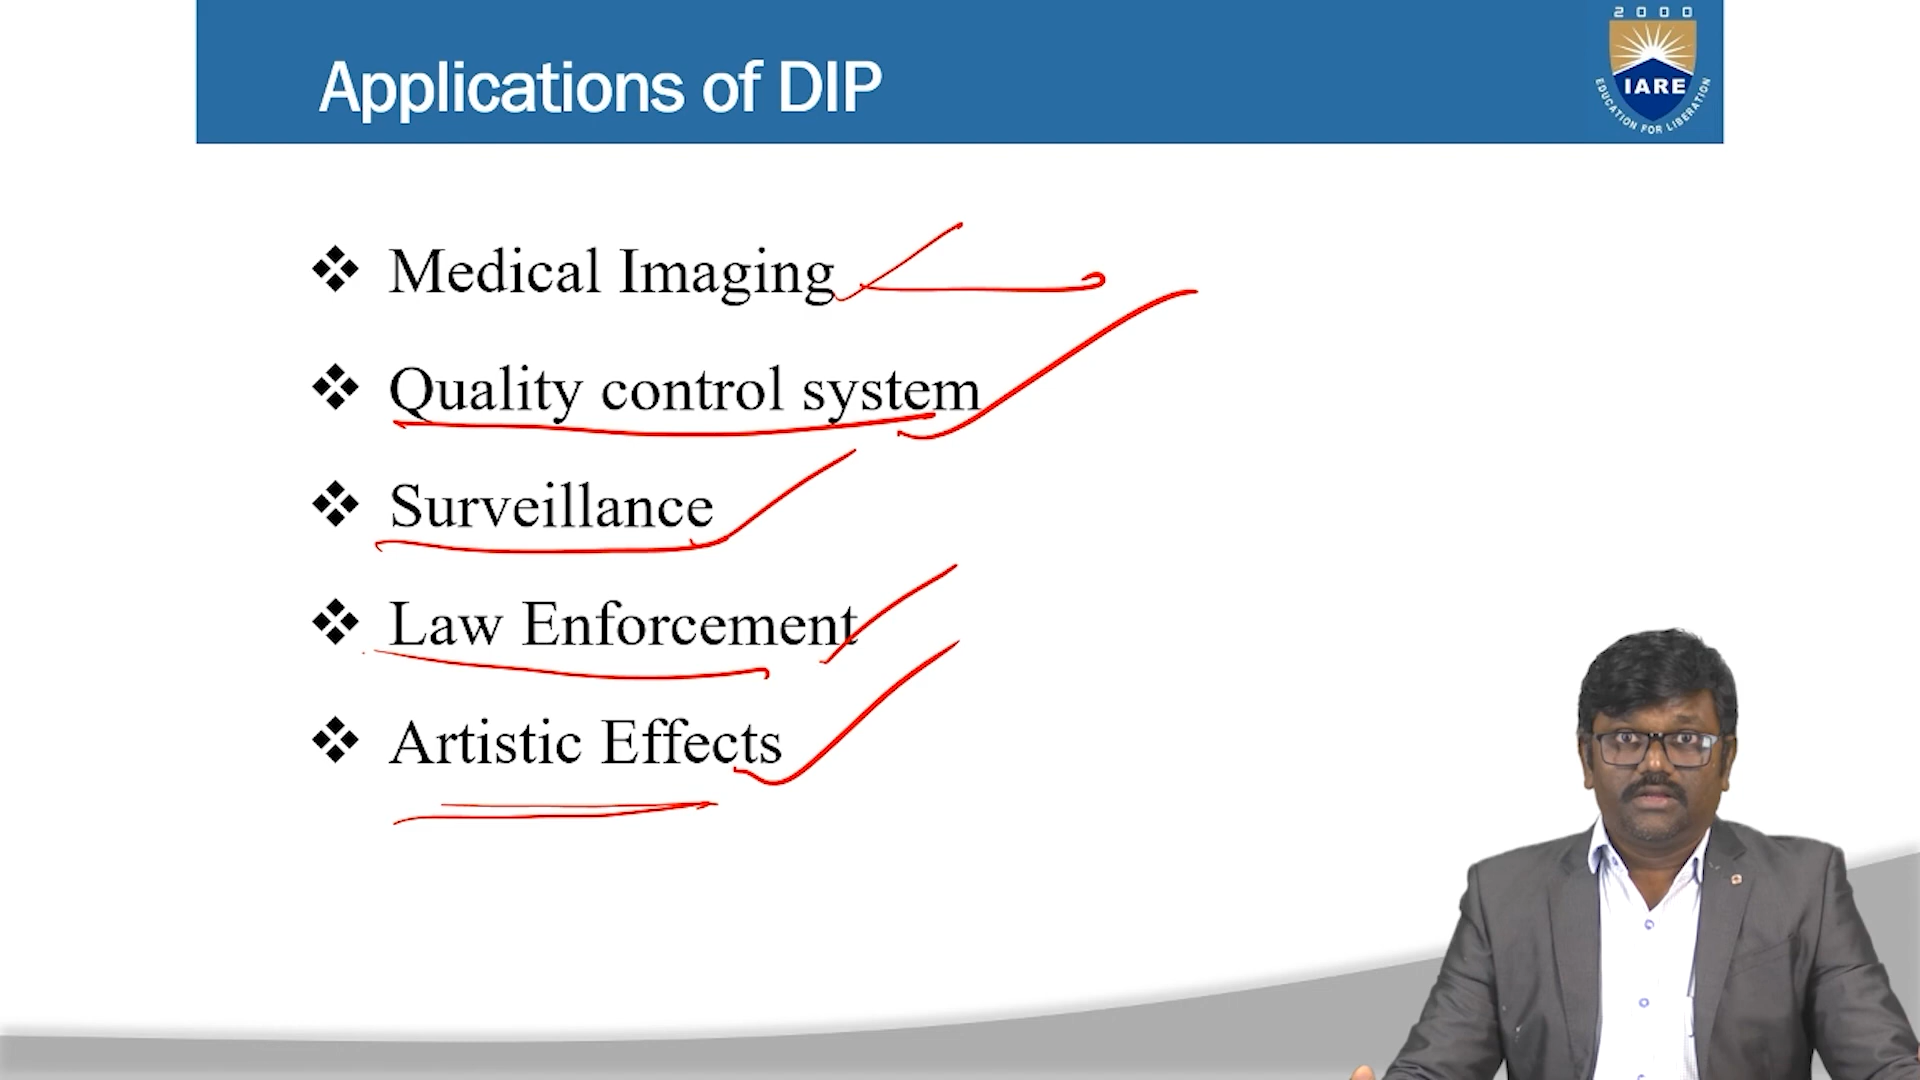 Applications of DIP
2000
IARE
EDUCATION FOR LIBERATION
❖ Medical Imaging
❖ Quality control system
❖ Surveillance
❖ Law Enforcement
❖ Artistic Effects